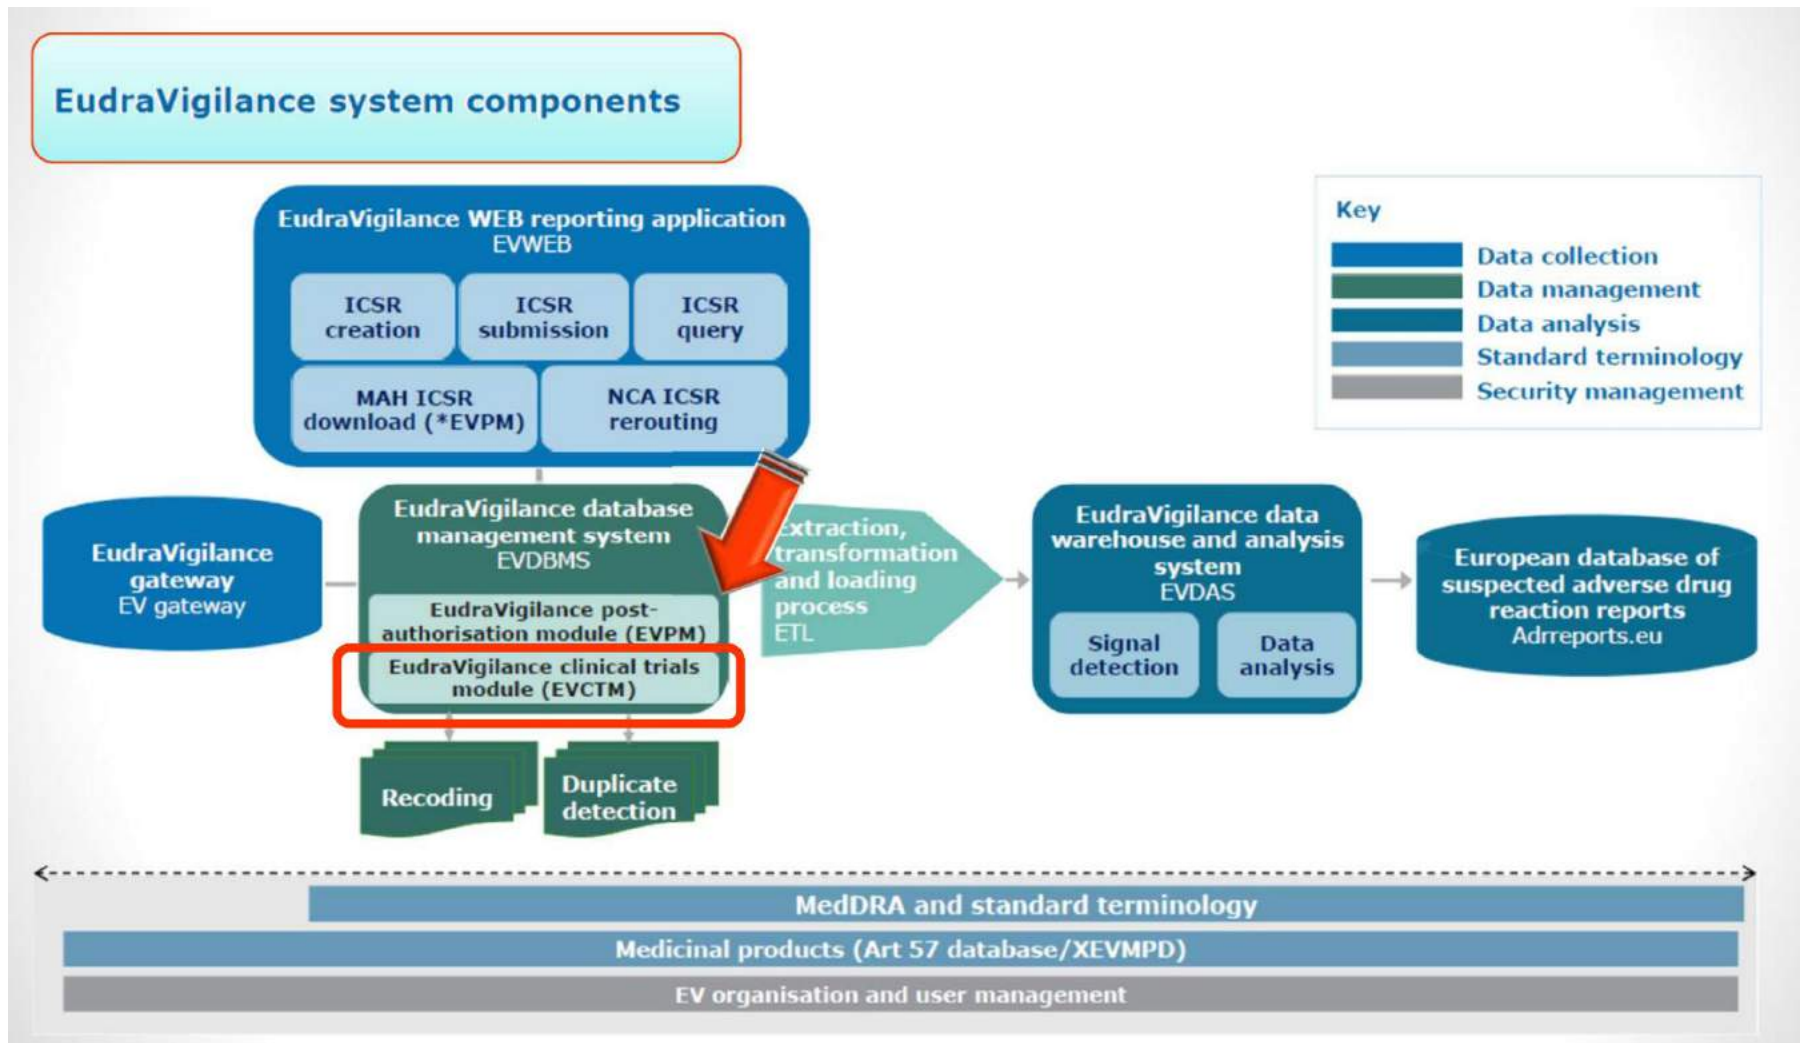 EudraVigilance system components
EudraVigilance WEB reporting application
EVWEB
ICSR
creation
ICSR
submission
ICSR
query
MAH ICSR
download (*EVPM)
NCA ICSR
rerouting
Key
Data collection
Data management
Data analysis
Standard terminology
Security management
EudraVigilance
gateway
EV gateway
EudraVigilance database
management system
EVDBMS
EudraVigilance post-
authorisation module (EVPM)
EudraVigilance clinical trials
module (EVCTM)
Extraction,
transformation
and loading
process
ETL
EudraVigilance data
warehouse and analysis
system
EVDAS
Signal
detection
Data
analysis
European database of
suspected adverse drug
reaction reports
Adrreports.eu
Recoding
Duplicate
detection
MedDRA and standard terminology
Medicinal products (Art 57 database/XEVMPD)
EV organisation and user management